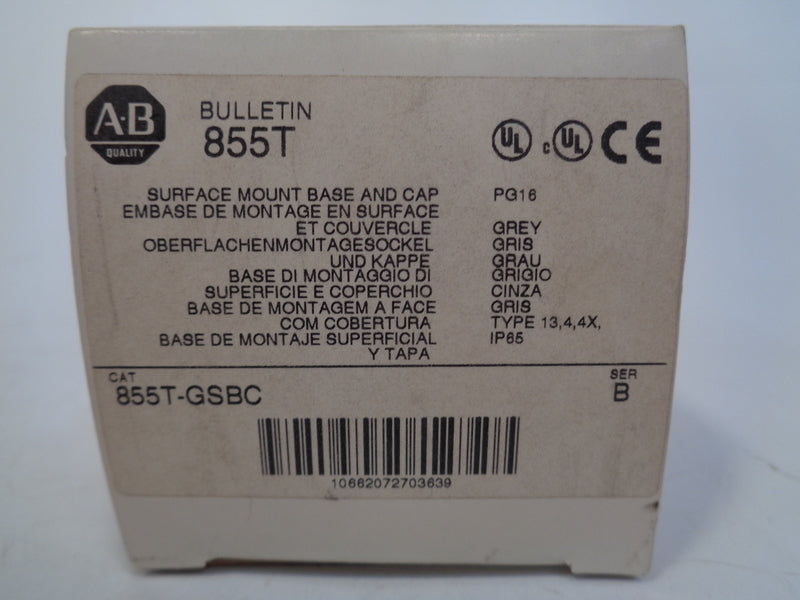 A·B
QUALITY
BULLETIN
855T
UL c UL CE
SURFACE MOUNT BASE AND CAP PG16
EMBASE DE MONTAGE EN SURFACE
ET COUVERCLE GREY
OBERFLACHENMONTAGESOCKEL GRIS
UND KAPPE GRAU
BASE DI MONTAGGIO DI GRIGIO
SUPERFICIE E COPERCHIO CINZA
BASE DE MONTAGEM A FACE GRIS
COM COBERTURA TYPE 13,4,4X,
BASE DE MONTAJE SUPERFICIAL IP65
Y TAPA
CAT SER
855T-GSBC B
10662072703639